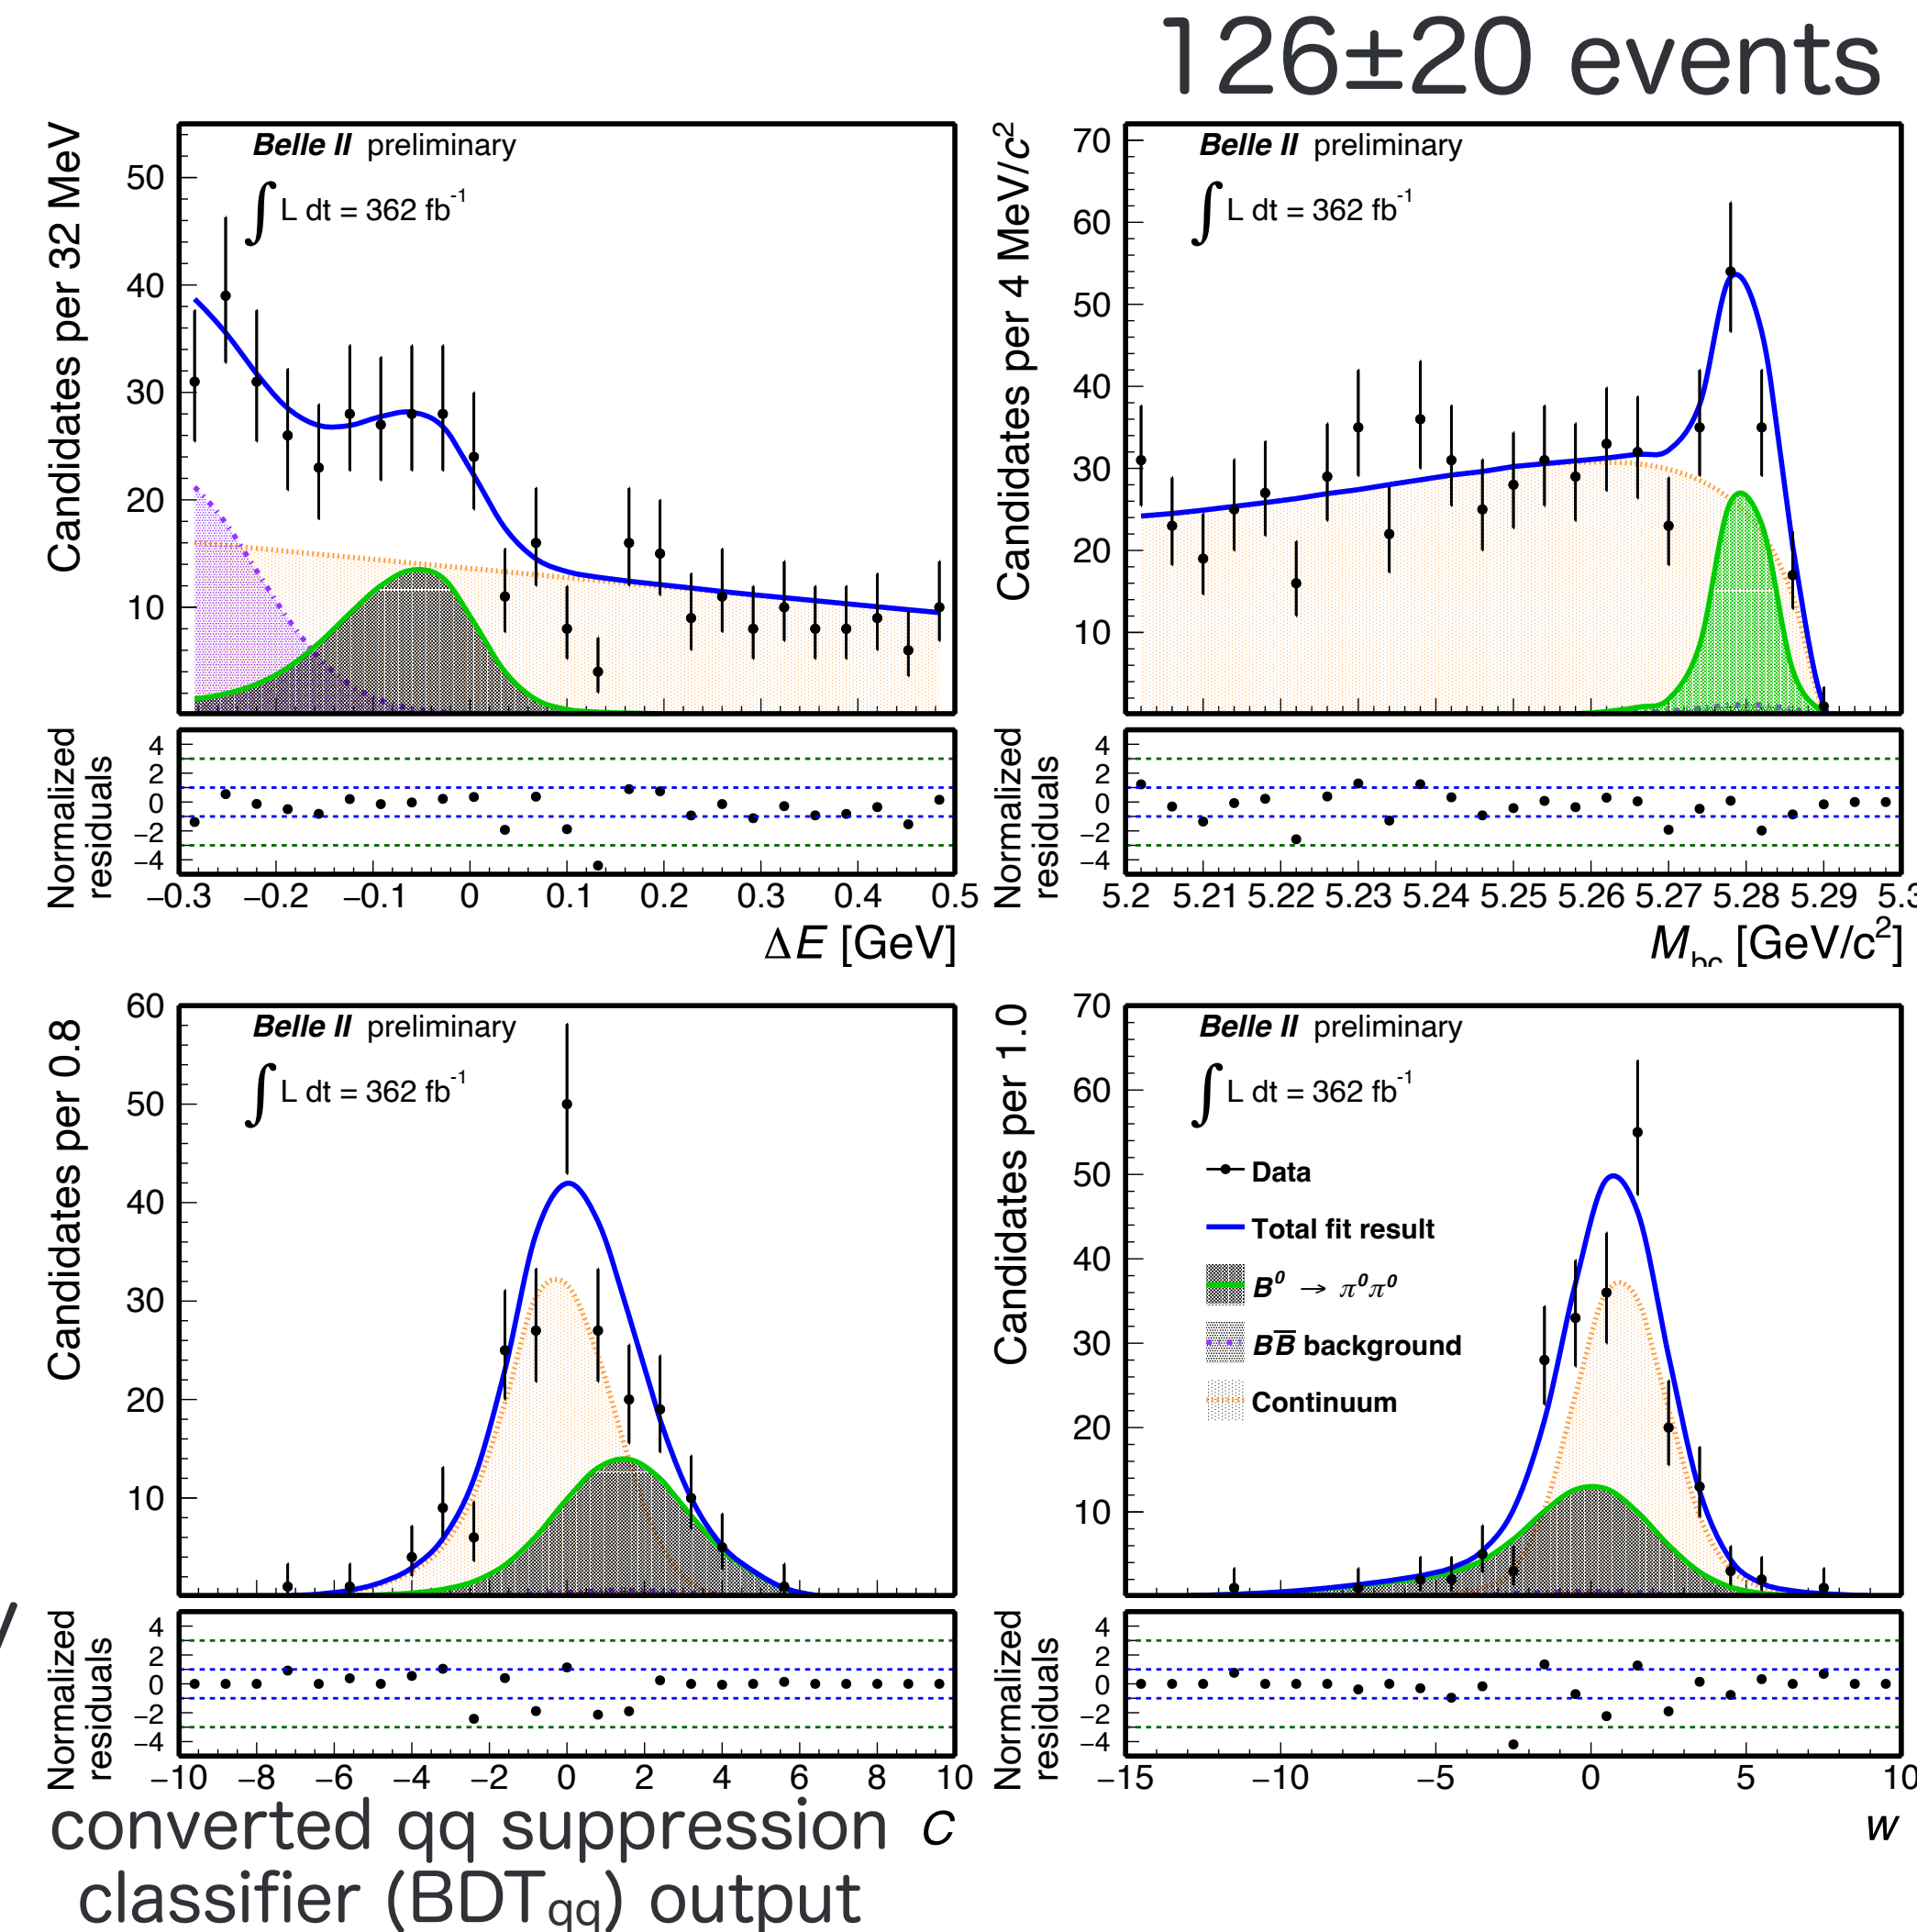 126±20 events
Candidates per 32 MeV
Belle II preliminary
∫ L dt = 362 fb⁻¹
50
40
30
20
10
Normalized
residuals
4
2
0
−2
−4
−0.3 −0.2 −0.1 0 0.1 0.2 0.3 0.4 0.5
ΔE [GeV]
Candidates per 4 MeV/c²
Belle II preliminary
∫ L dt = 362 fb⁻¹
70
60
50
40
30
20
10
Normalized
residuals
4
2
0
−2
−4
5.2 5.21 5.22 5.23 5.24 5.25 5.26 5.27 5.28 5.29 5.3
M_bc [GeV/c²]
Candidates per 0.8
Belle II preliminary
∫ L dt = 362 fb⁻¹
60
50
40
30
20
10
Normalized
residuals
4
2
0
−2
−4
−10 −8 −6 −4 −2 0 2 4 6 8 10
C
Candidates per 1.0
Belle II preliminary
∫ L dt = 362 fb⁻¹
70
60
50
40
30
20
10
Data
Total fit result
B⁰ → π⁰π⁰
BB̅ background
Continuum
Normalized
residuals
4
2
0
−2
−4
−15 −10 −5 0 5 10
w
converted qq suppression
classifier (BDTqq) output